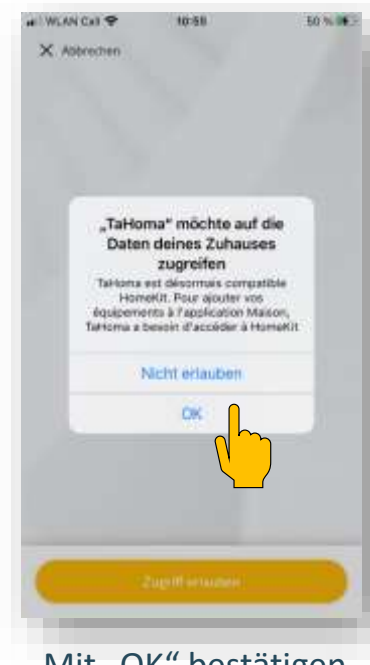 WLAN Call 10:58 50 %
Abbrechen
„TaHoma“ möchte auf die
Daten deines Zuhauses
zugreifen
TaHoma est désormais compatible
HomeKit. Pour ajouter vos
équipements à l'application Maison,
TaHoma a besoin d'accéder à HomeKit
Nicht erlauben
OK
Zugriff erlauben
Mit „OK“ bestätigen